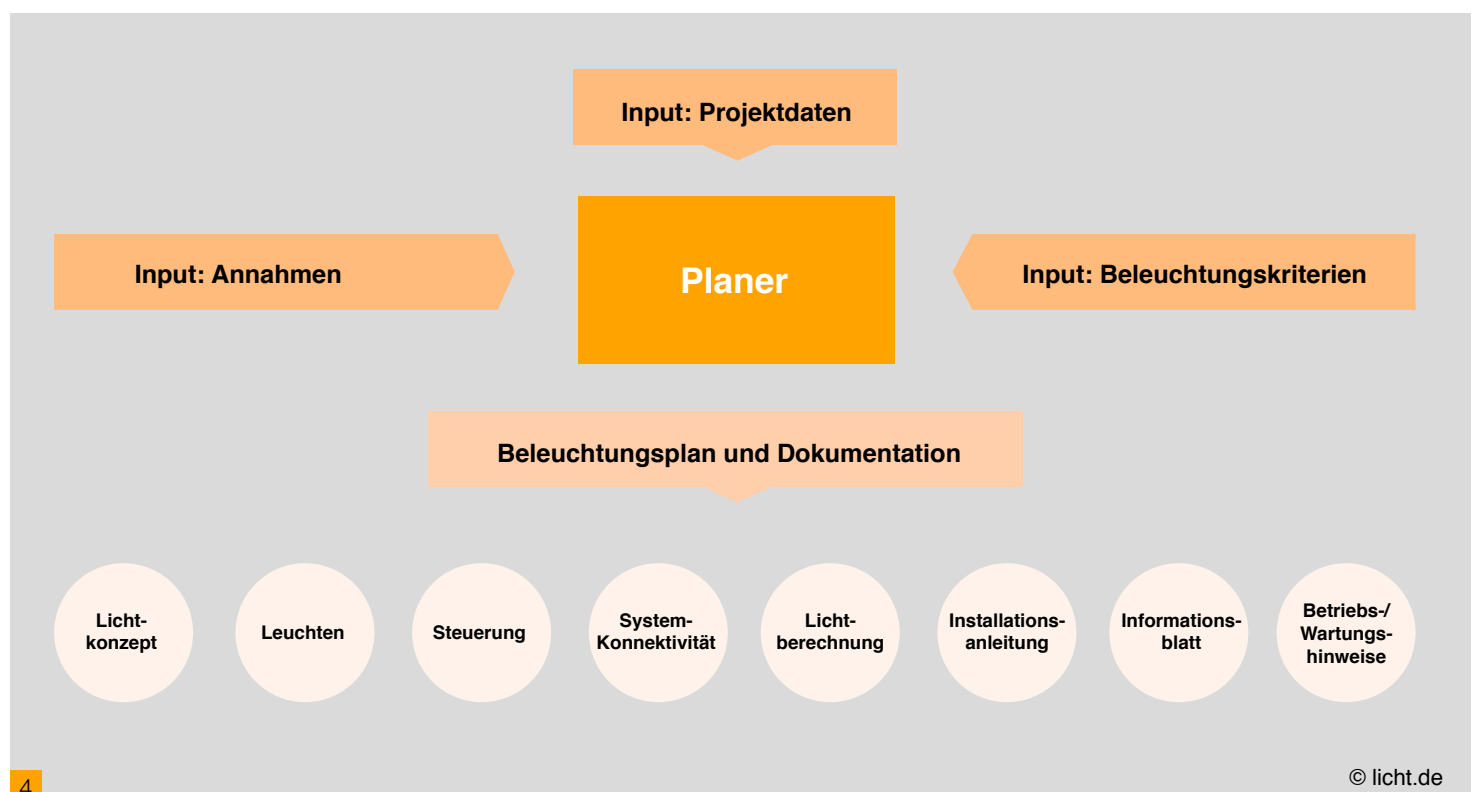 Input: Projektdaten
Input: Annahmen
Planer
Input: Beleuchtungskriterien
Beleuchtungsplan und Dokumentation
Licht-
konzept
Leuchten
Steuerung
System-
Konnektivität
Licht-
berechnung
Installations-
anleitung
Informations-
blatt
Betriebs-/
Wartungs-
hinweise
4
© licht.de